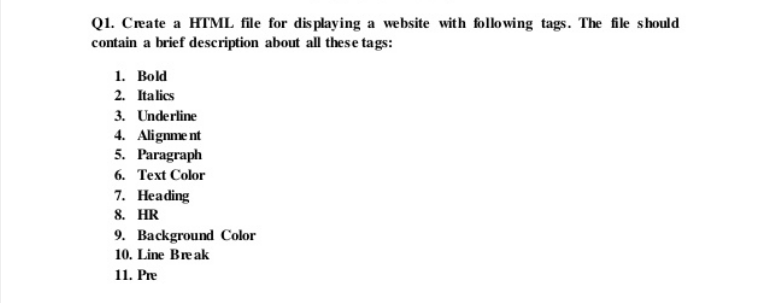 Q1. Create a HTML file for displaying a website with following tags. The file should
contain a brief description about all these tags:
1. Bold
2. Italics
3. Underline
4. Alignment
5. Paragraph
6. Text Color
7. Heading
8. HR
9. Background Color
10. Line Break
11. Pre